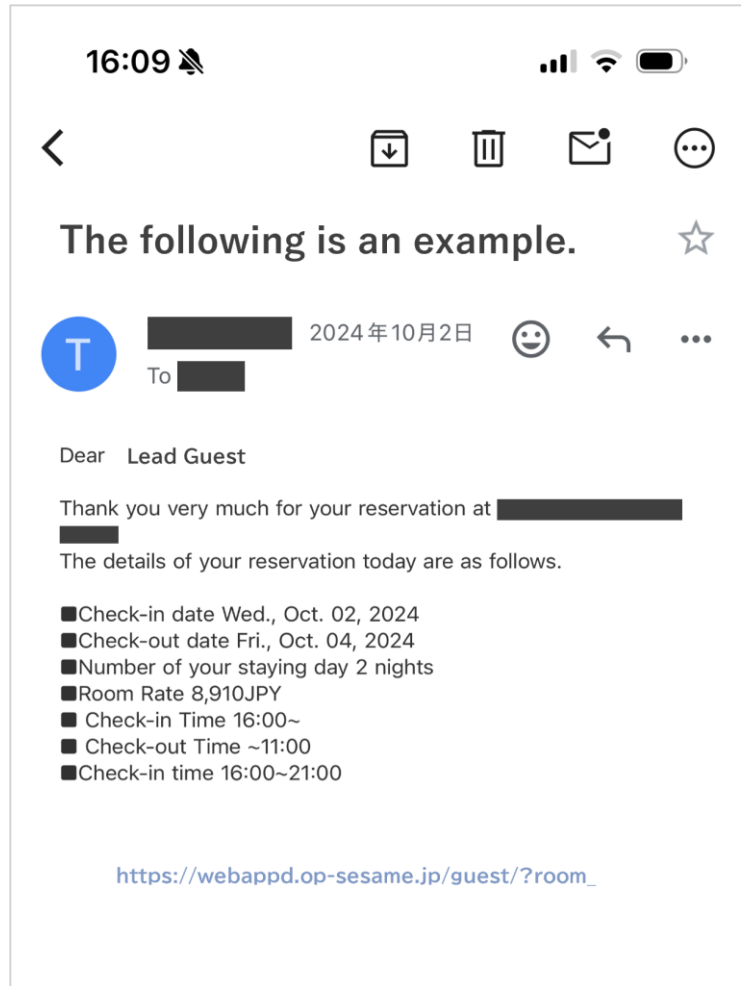 16:09
The following is an example.
T
2024年10月2日
To
Dear Lead Guest
Thank you very much for your reservation at
The details of your reservation today are as follows.
■Check-in date Wed., Oct. 02, 2024
■Check-out date Fri., Oct. 04, 2024
■Number of your staying day 2 nights
■Room Rate 8,910JPY
■ Check-in Time 16:00~
■ Check-out Time ~11:00
■Check-in time 16:00~21:00
https://webappd.op-sesame.jp/guest/?room_